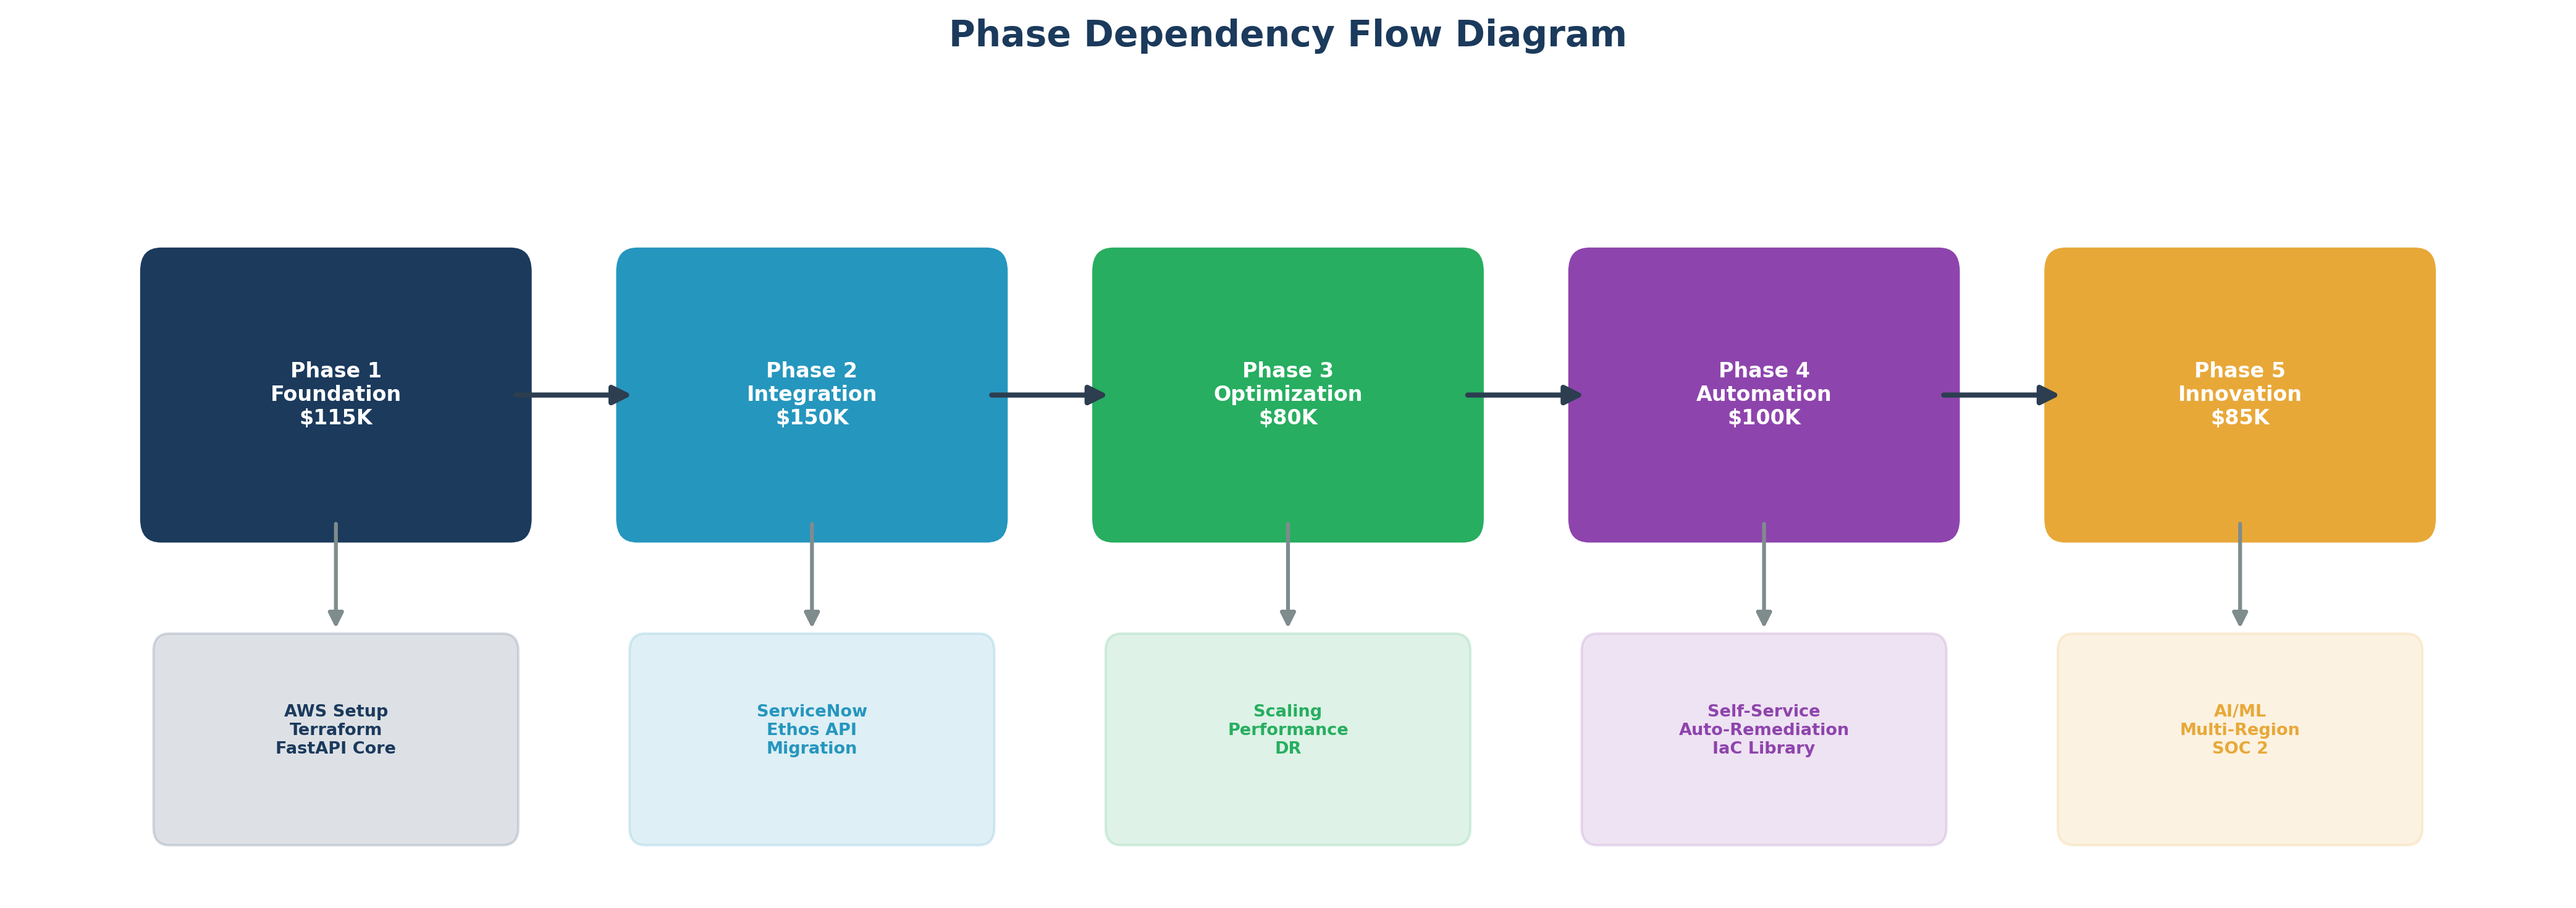 Phase Dependency Flow Diagram
Phase 1
Foundation
$115K
Phase 2
Integration
$150K
Phase 3
Optimization
$80K
Phase 4
Automation
$100K
Phase 5
Innovation
$85K
AWS Setup
Terraform
FastAPI Core
ServiceNow
Ethos API
Migration
Scaling
Performance
DR
Self-Service
Auto-Remediation
IaC Library
AI/ML
Multi-Region
SOC 2